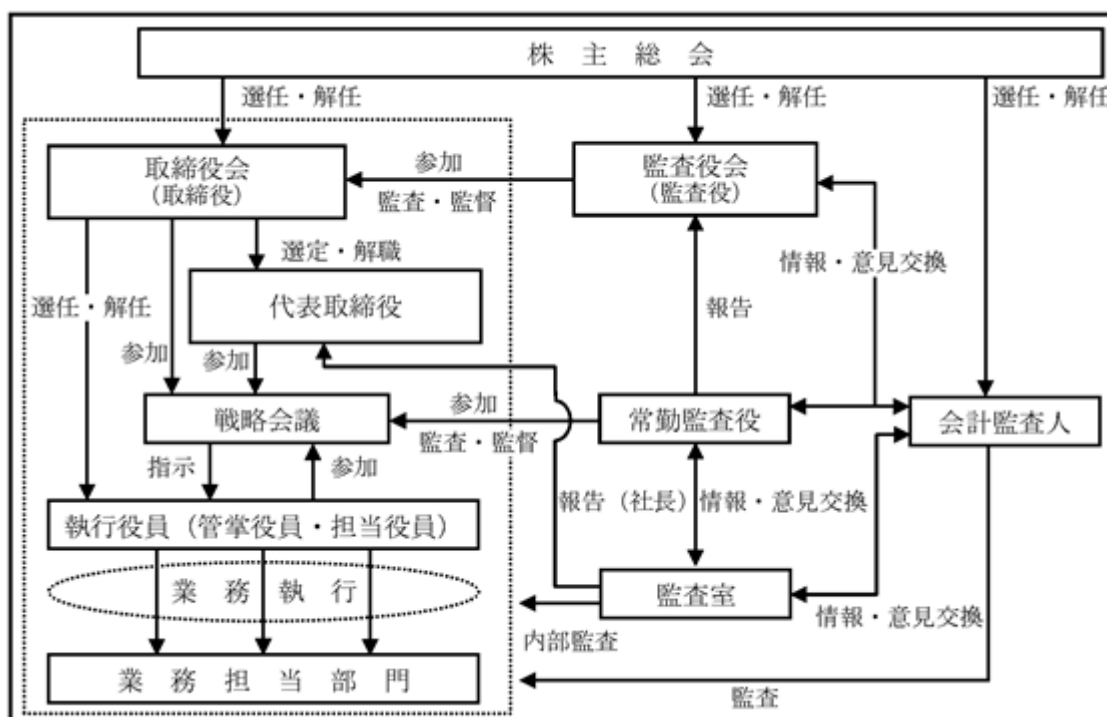 株主総会
選任・解任
選任・解任
選任・解任
取締役会
(取締役)
参加
監査・監督
監査役会
(監査役)
選定・解職
情報・意見交換
選任・解任
代表取締役
報告
参加
参加
戦略会議
参加
監査・監督
常勤監査役
会計監査人
指示
参加
報告（社長）
情報・意見交換
執行役員（管掌役員・担当役員）
業務執行
監査室
情報・意見交換
内部監査
業務担当部門
監査